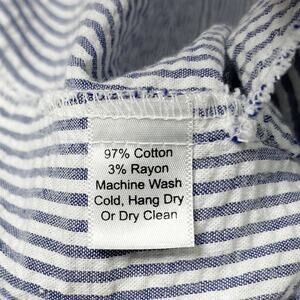 97% Cotton
3% Rayon
Machine Wash
Cold, Hang Dry
Or Dry Clean